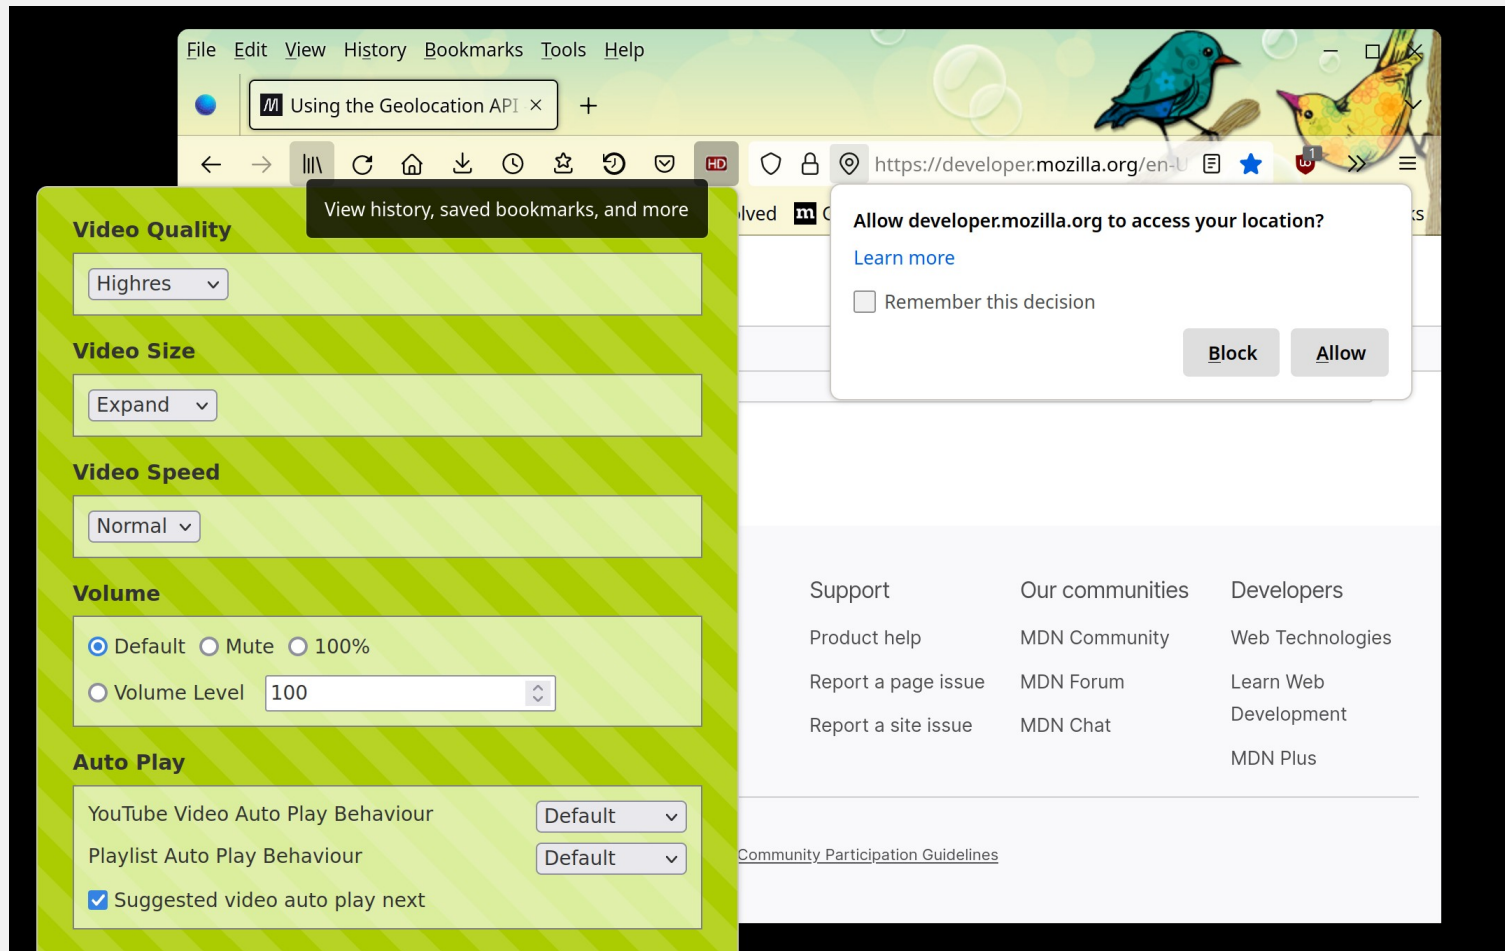 File Edit View History Bookmarks Tools Help
Using the Geolocation API
HD
https://developer.mozilla.org/en-U
1
View history, saved bookmarks, and more
lved
m
Allow developer.mozilla.org to access your location?
Learn more
Remember this decision
Block Allow
Video Quality
Highres
Video Size
Expand
Video Speed
Normal
Volume
Default Mute 100%
Volume Level 100
Auto Play
YouTube Video Auto Play Behaviour Default
Playlist Auto Play Behaviour Default
Suggested video auto play next
Support
Product help
Report a page issue
Report a site issue
Our communities
MDN Community
MDN Forum
MDN Chat
Developers
Web Technologies
Learn Web
Development
MDN Plus
Community Participation Guidelines